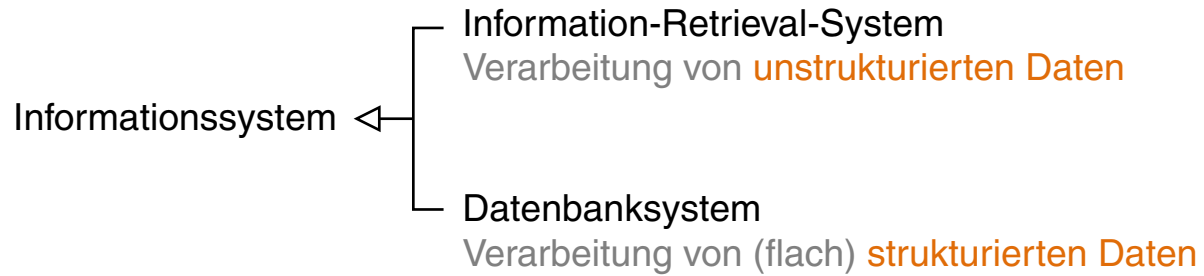 Information-Retrieval-System
Verarbeitung von unstrukturierten Daten
Informationssystem
Datenbanksystem
Verarbeitung von (flach) strukturierten Daten